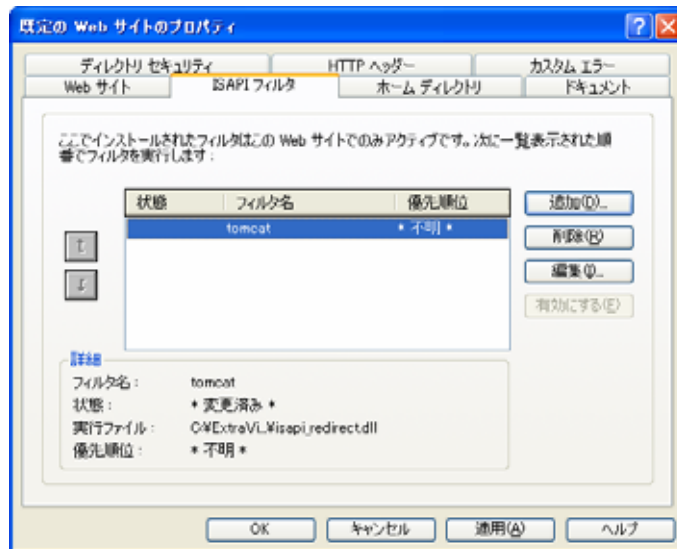 既定の Web サイトのプロパティ
ディレクトリ セキュリティ HTTP ヘッダー カスタム エラー
Web サイト ISAPI フィルタ ホーム ディレクトリ ドキュメント
ここでインストールされたフィルタはこの Web サイトでのみアクティブです。次に一覧表示された順
番でフィルタを実行します :
状態 フィルタ名 優先順位
tomcat * 不明 *
追加(D)...
削除(R)
編集(I)...
有効にする(E)
詳細
フィルタ名 : tomcat
状態 : * 変更済み *
実行ファイル : C:¥ExtraVi...¥isapi_redirect.dll
優先順位 : * 不明 *
OK キャンセル 適用(A) ヘルプ